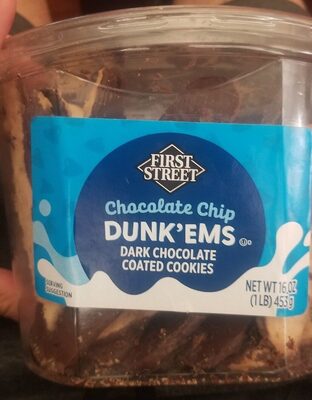 FIRST
STREET
Chocolate Chip
DUNK'EMS
DARK CHOCOLATE
COATED COOKIES
SERVING
SUGGESTION
NET WT 16 OZ
(1 LB) 453g